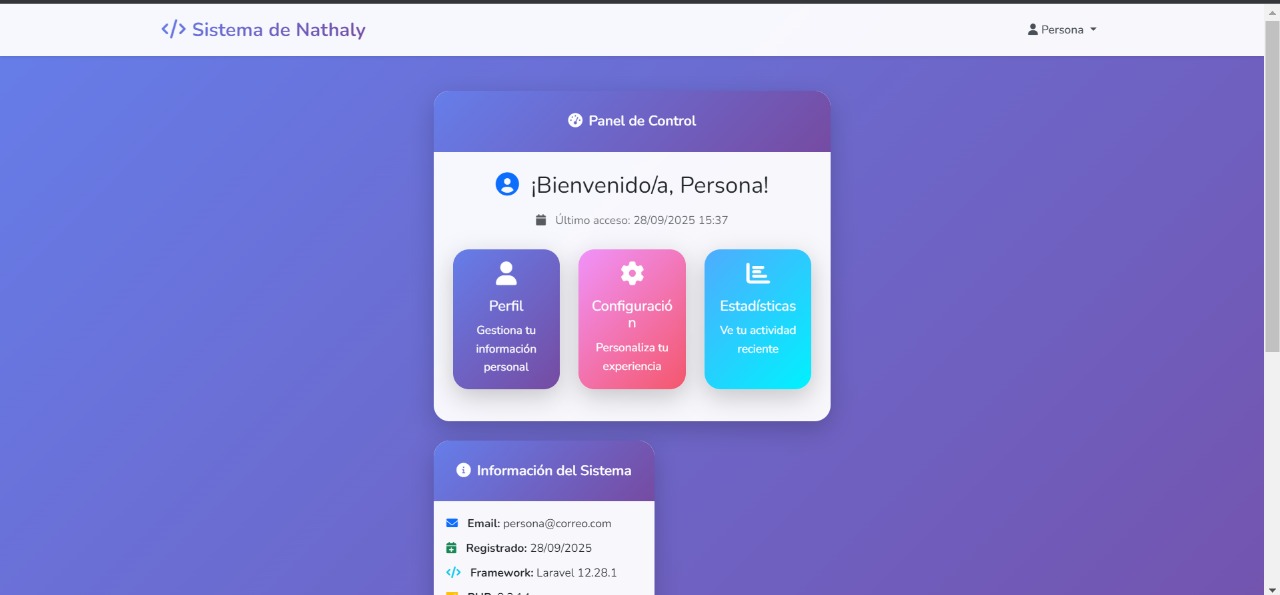 Sistema de Nathaly
Persona
Panel de Control
¡Bienvenido/a, Persona!
Último acceso: 28/09/2025 15:37
Perfil
Gestiona tu
información
personal
Configuració
n
Personaliza tu
experiencia
Estadísticas
Ve tu actividad
reciente
Información del Sistema
Email: persona@correo.com
Registrado: 28/09/2025
Framework: Laravel 12.28.1